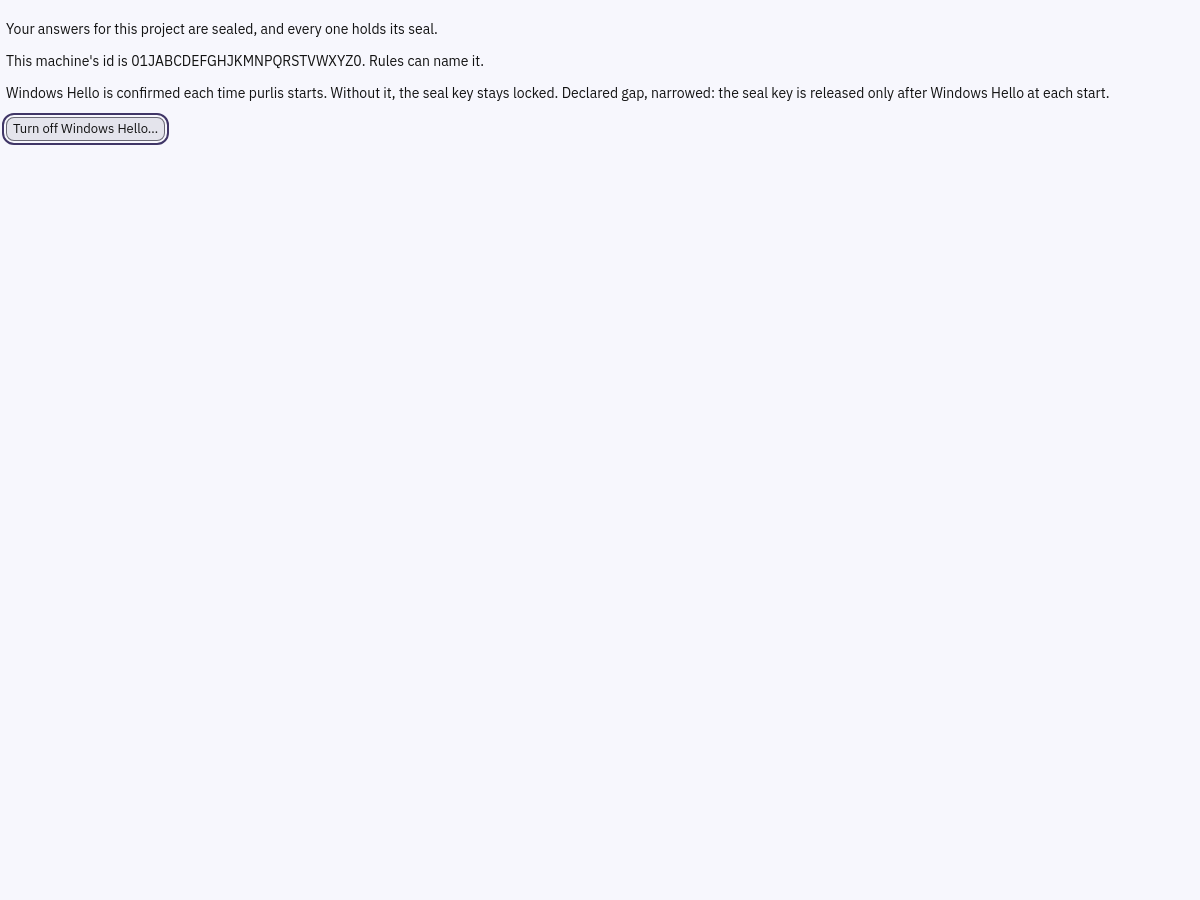 Your answers for this project are sealed, and every one holds its seal.
This machine's id is 01JABCDEFGHJKMNPQRSTVWXYZ0. Rules can name it.
Windows Hello is confirmed each time purlis starts. Without it, the seal key stays locked. Declared gap, narrowed: the seal key is released only after Windows Hello at each start.
Turn off Windows Hello...